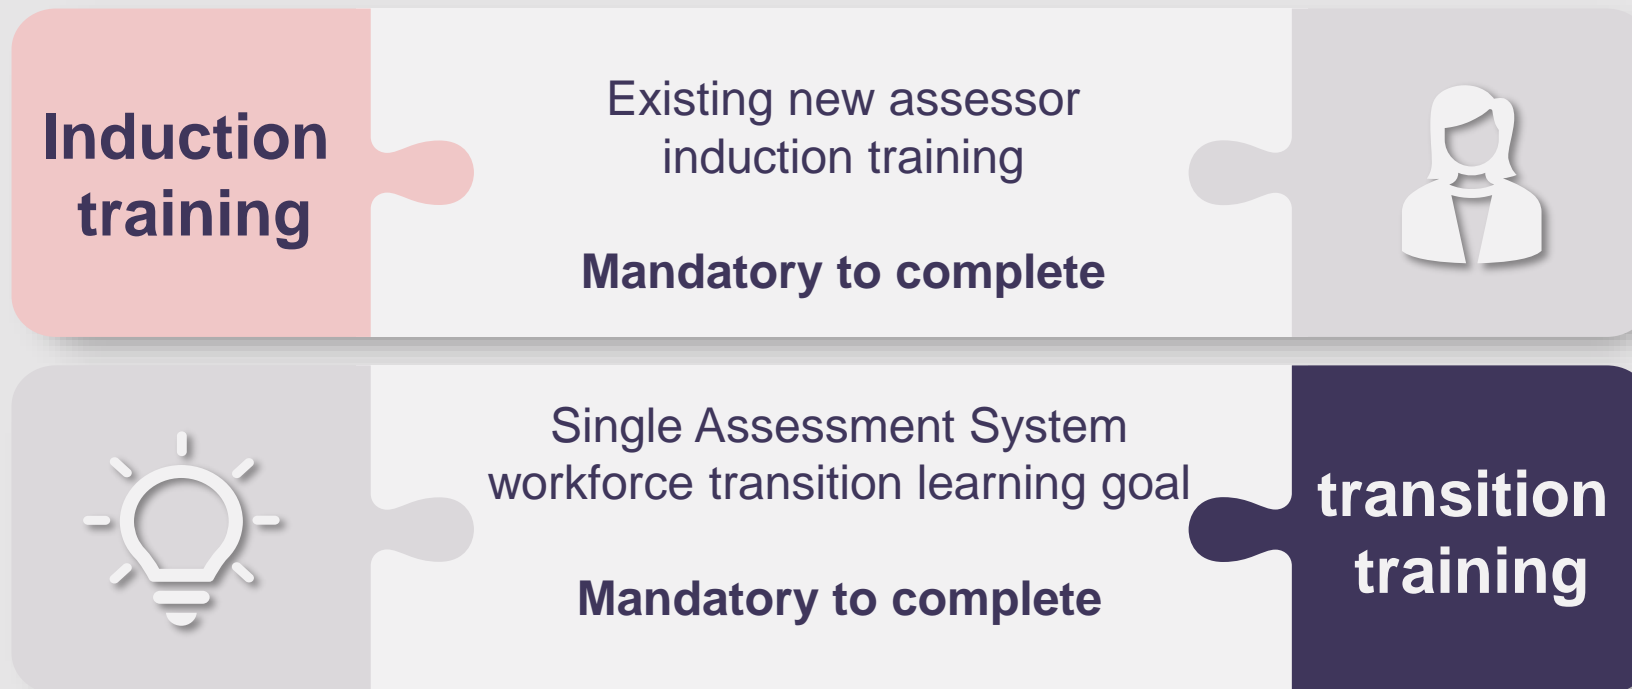 Induction
training
Existing new assessor
induction training
Mandatory to complete
Single Assessment System
workforce transition learning goal
Mandatory to complete
transition
training